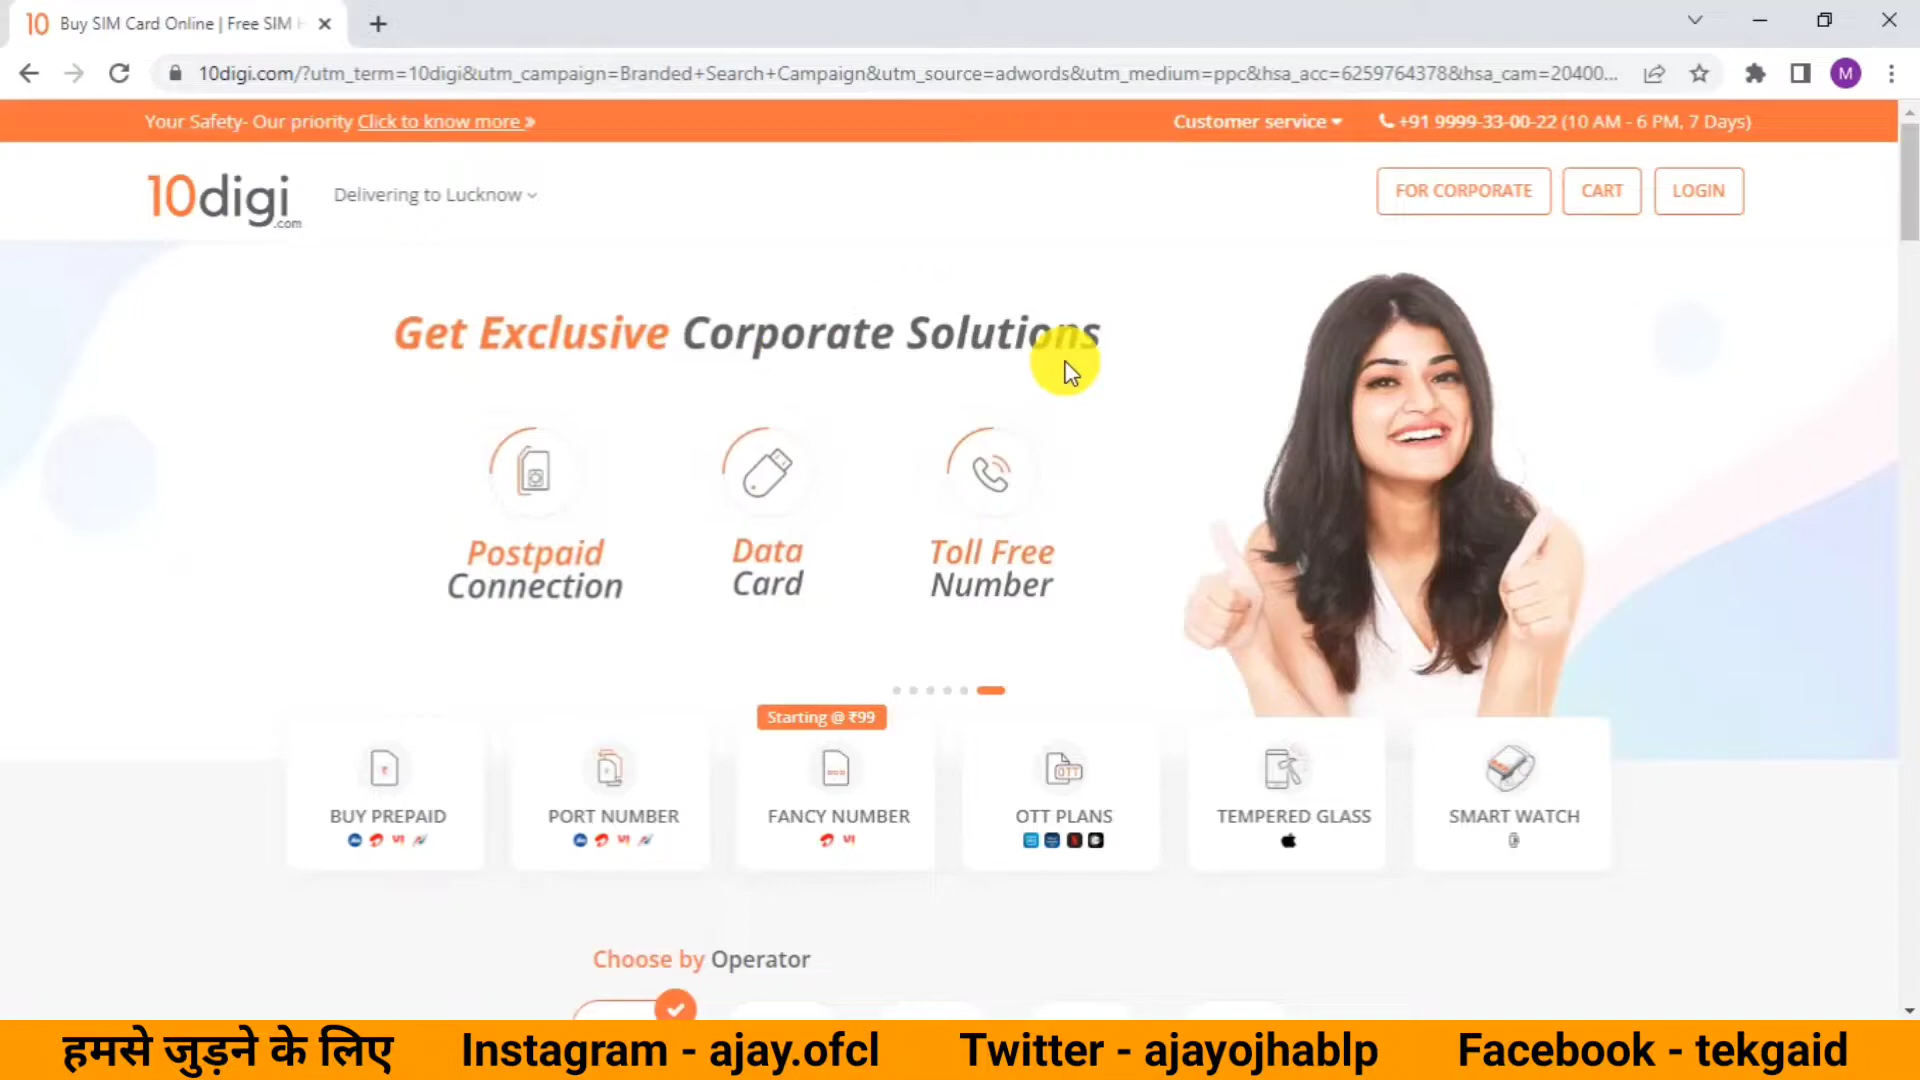 10 Buy SIM Card Online | Free SIM H
10digi.com/?utm_term=10digi&utm_campaign=Branded+Search+Campaign&utm_source=adwords&utm_medium=ppc&hsa_acc=6259764378&hsa_cam=20400...
M
Your Safety- Our priority Click to know more »
Customer service
+91 9999-33-00-22 (10 AM - 6 PM, 7 Days)
10digi
.com
Delivering to Lucknow
FOR CORPORATE
CART
LOGIN
Get Exclusive Corporate Solutions
Postpaid
Connection
Data
Card
Toll Free
Number
Starting @ ₹99
BUY PREPAID
PORT NUMBER
FANCY NUMBER
OTT
OTT PLANS
TEMPERED GLASS
SMART WATCH
Choose by Operator
हमसे जुड़ने के लिए
Instagram - ajay.ofcl
Twitter - ajayojhablp
Facebook - tekgaid